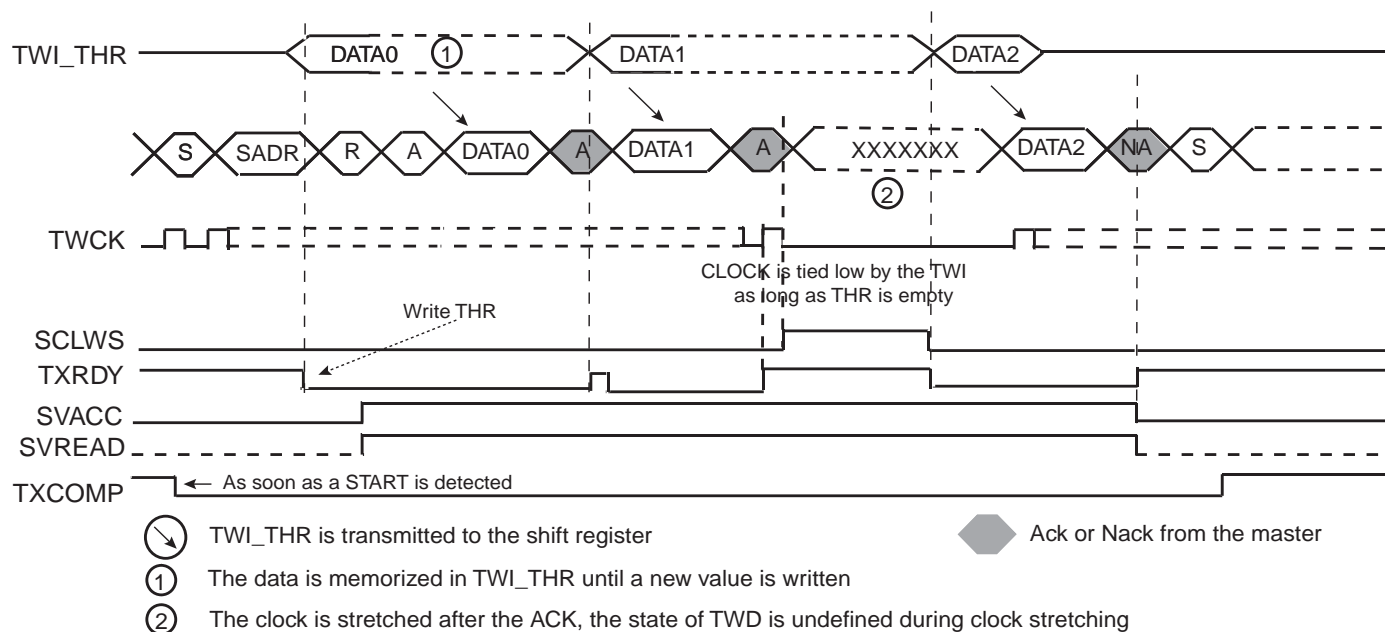 TWI_THR DATA0 1 DATA1 DATA2
S SADR R A DATA0 A DATA1 A XXXXXXX DATA2 NA S
2
TWCK
CLOCK is tied low by the TWI
as long as THR is empty
Write THR
SCLWS
TXRDY
SVACC
SVREAD
TXCOMP As soon as a START is detected
TWI_THR is transmitted to the shift register Ack or Nack from the master
1 The data is memorized in TWI_THR until a new value is written
2 The clock is stretched after the ACK, the state of TWD is undefined during clock stretching